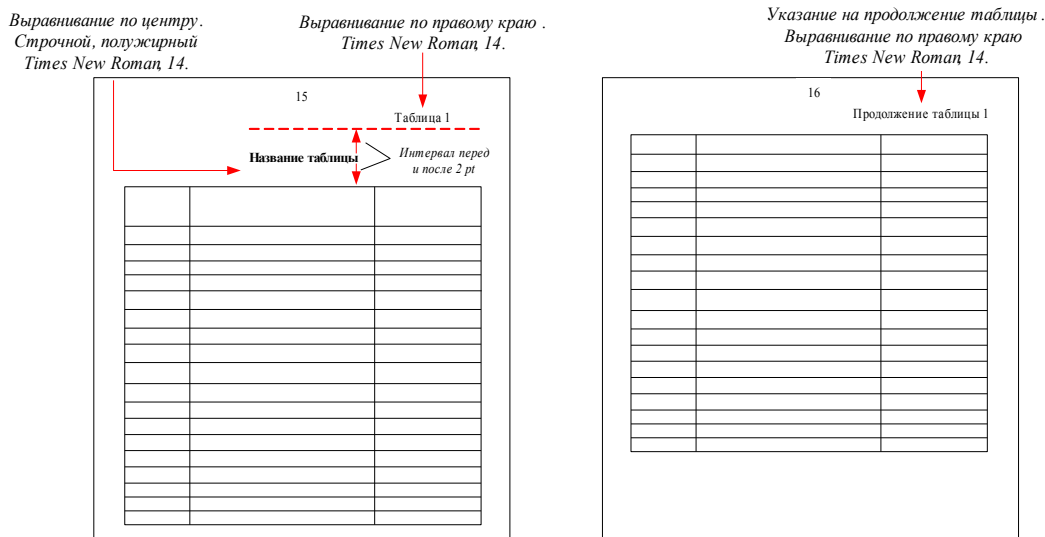 Выравнивание по центру.
Строчной, полужирный
Times New Roman, 14.
Выравнивание по правому краю .
Times New Roman, 14.
15
Таблица 1
Название таблицы
Интервал перед
и после 2 pt
Указание на продолжение таблицы .
Выравнивание по правому краю
Times New Roman, 14.
16
Продолжение таблицы 1